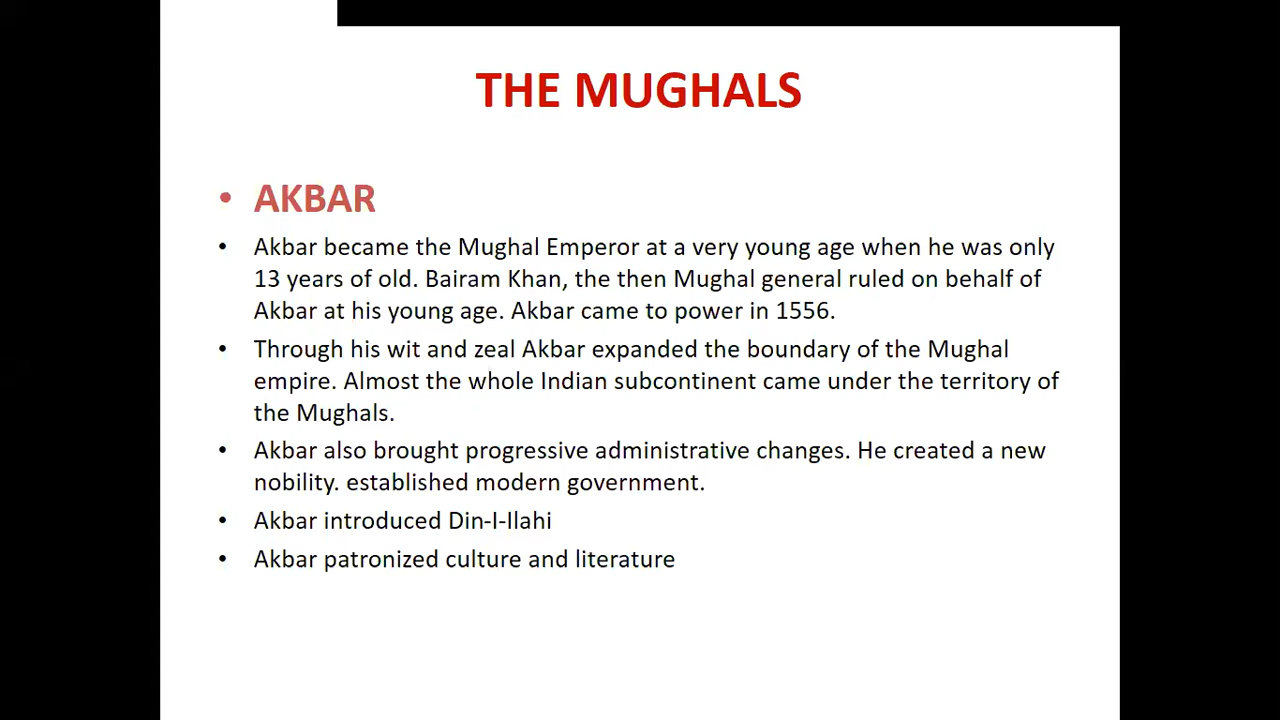 THE MUGHALS
• AKBAR
• Akbar became the Mughal Emperor at a very young age when he was only
13 years of old. Bairam Khan, the then Mughal general ruled on behalf of
Akbar at his young age. Akbar came to power in 1556.
• Through his wit and zeal Akbar expanded the boundary of the Mughal
empire. Almost the whole Indian subcontinent came under the territory of
the Mughals.
• Akbar also brought progressive administrative changes. He created a new
nobility. established modern government.
• Akbar introduced Din-I-Ilahi
• Akbar patronized culture and literature